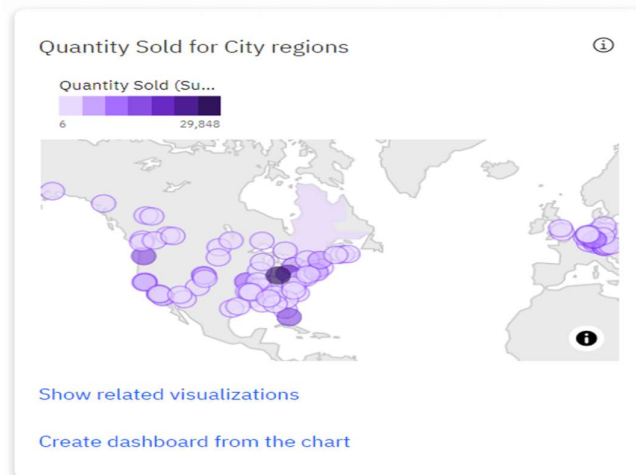 Quantity Sold for City regions
Quantity Sold (Su...
6 29,848
Show related visualizations
Create dashboard from the chart